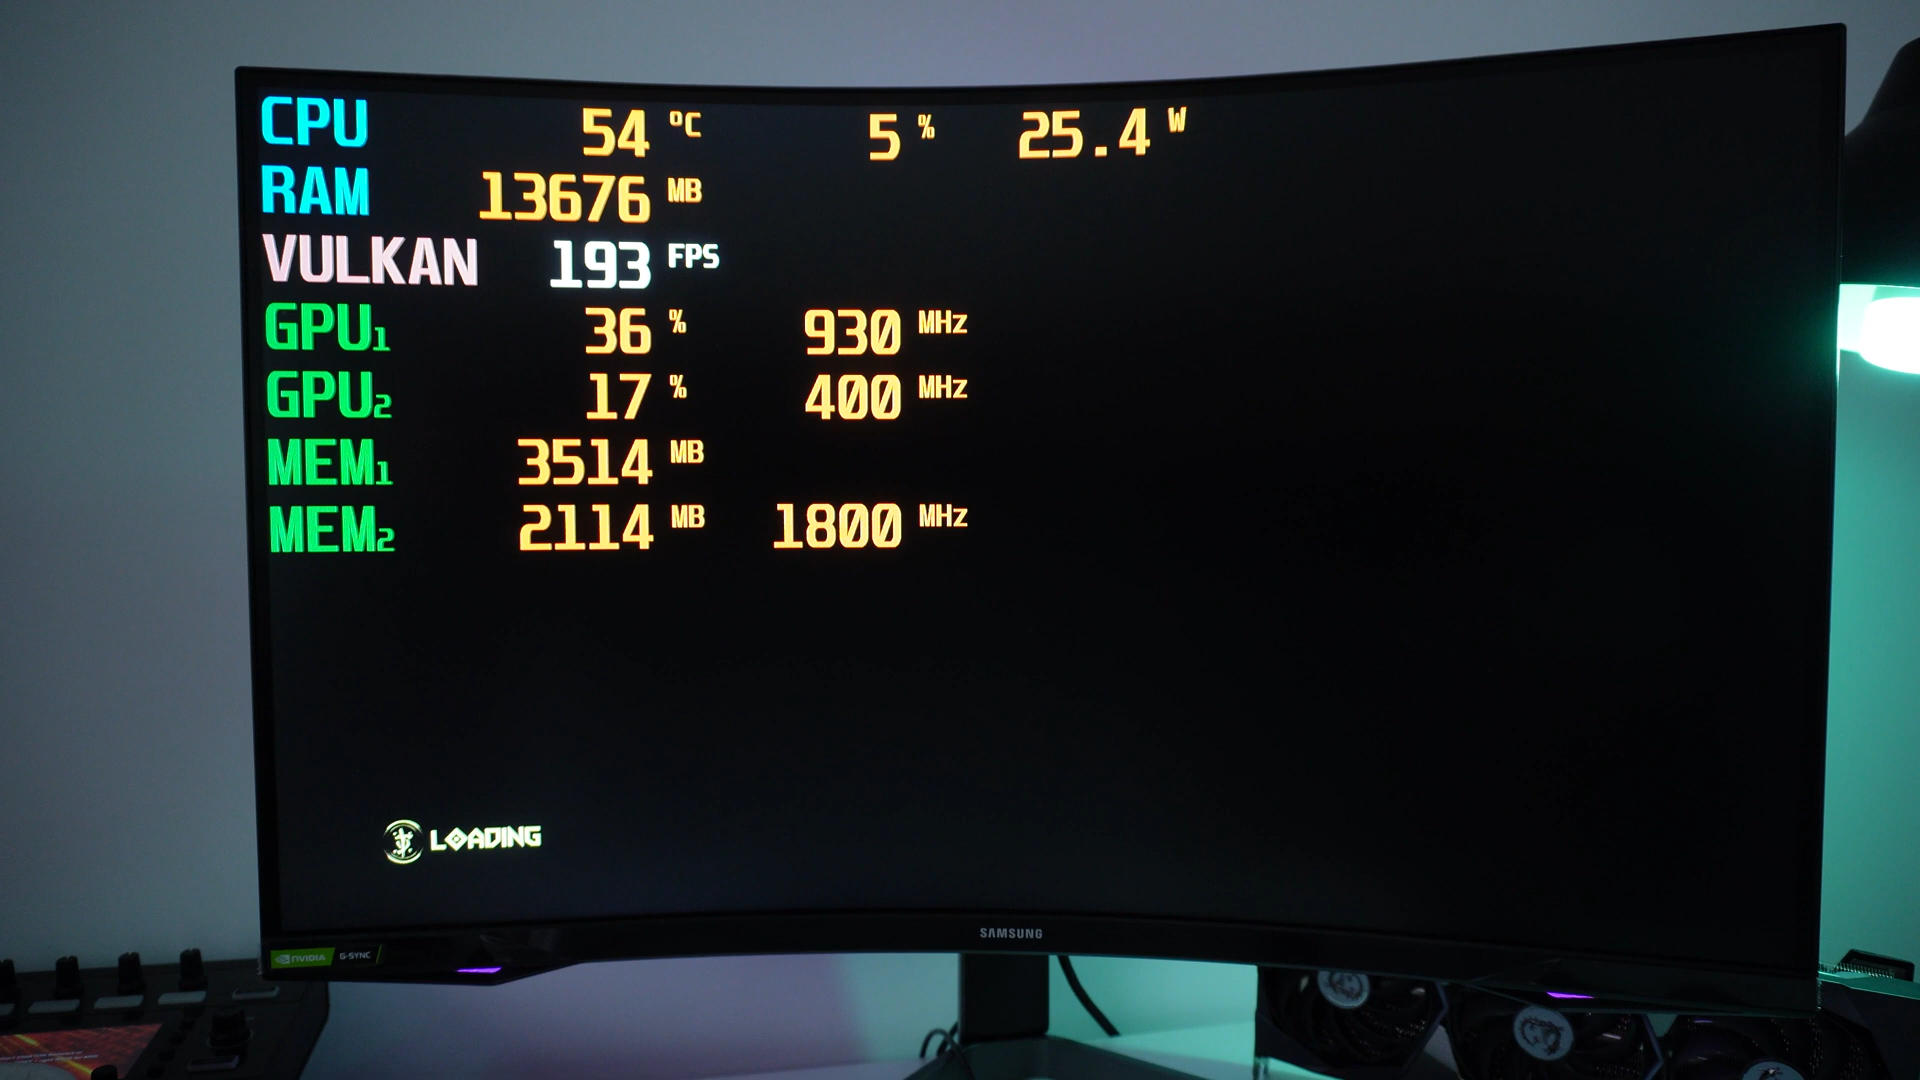 CPU 54 °C 5 % 25.4 W
RAM 13676 MB
VULKAN 193 FPS
GPU1 36 % 930 MHz
GPU2 17 % 400 MHz
MEM1 3514 MB
MEM2 2114 MB 1800 MHz
LOADING
SAMSUNG
NVIDIA G-SYNC